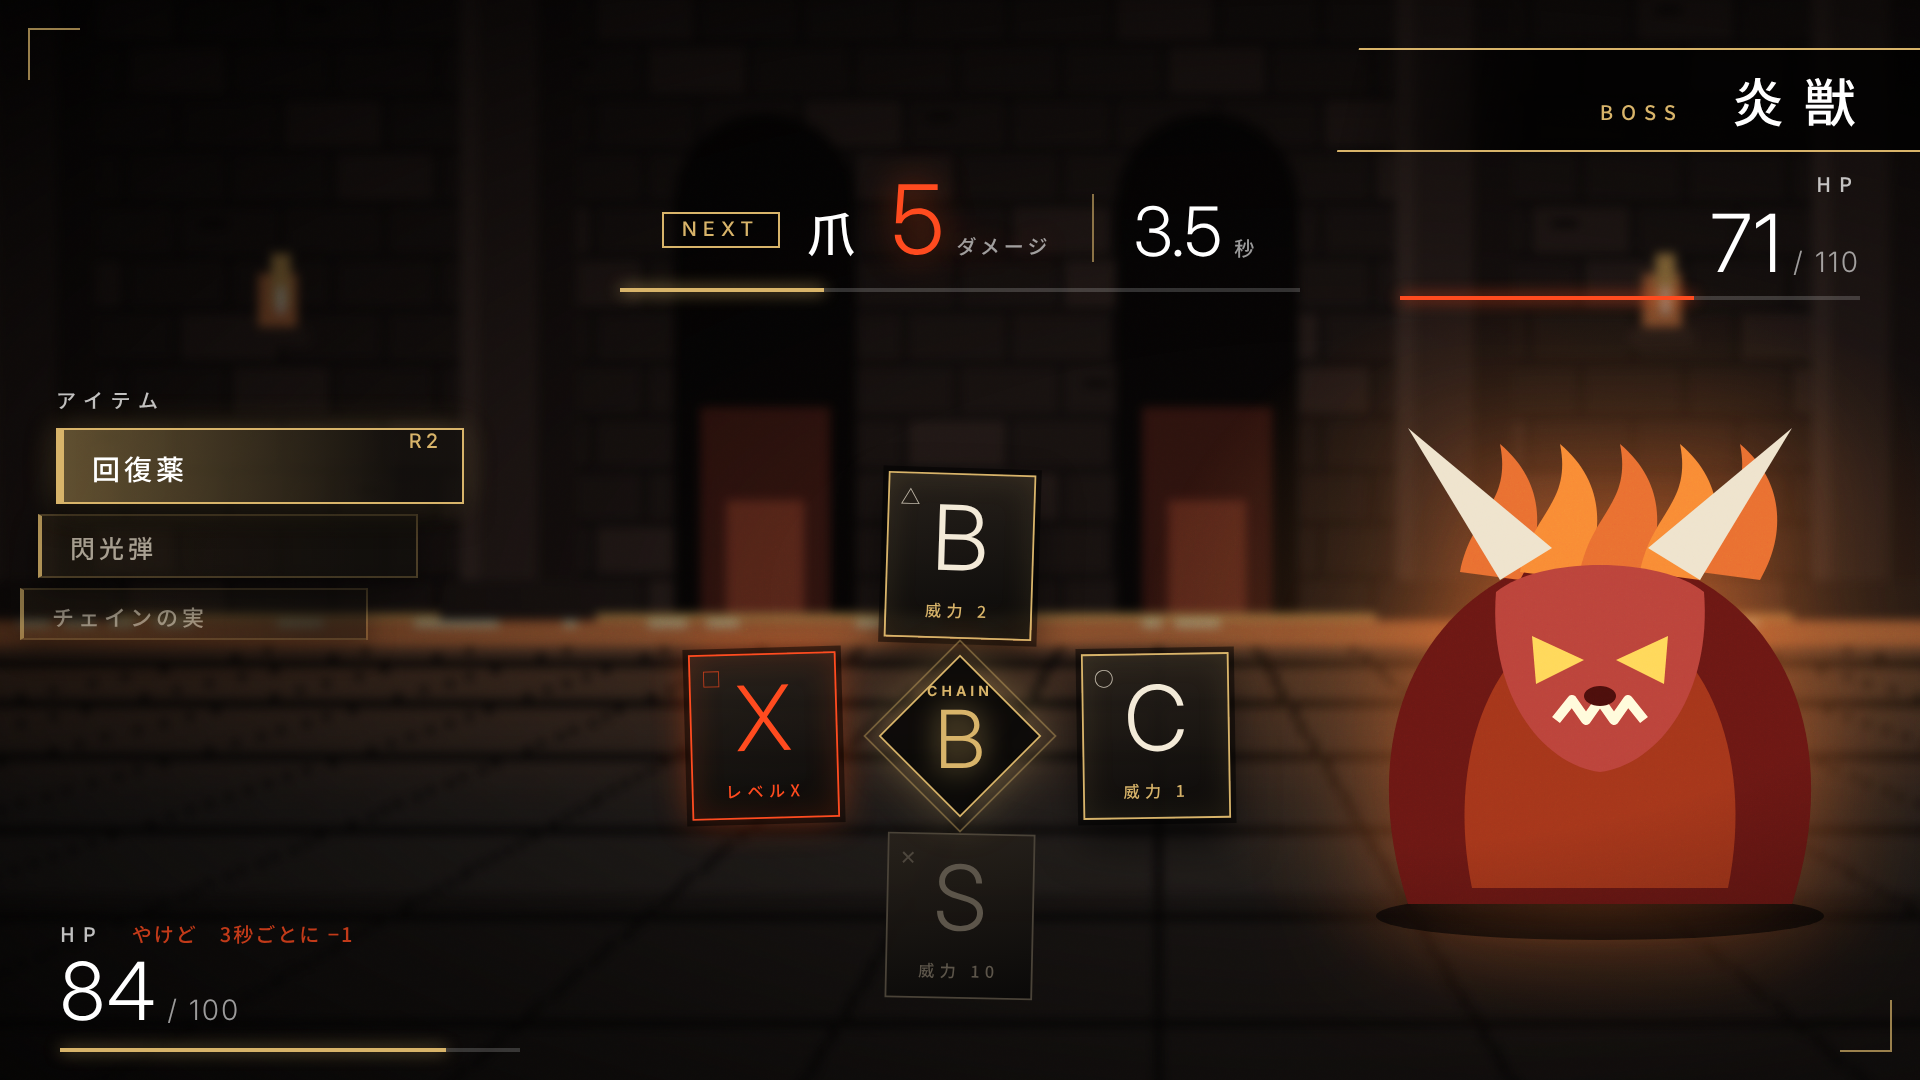 BOSS 炎獣
NEXT 爪 5 ダメージ 3.5 秒
HP
71 / 110
アイテム
回復薬 R2
閃光弾
チェインの実
△
B
威力 2
□
X
レベルX
CHAIN
B
○
C
威力 1
×
S
威力 10
HP やけど 3秒ごとに −1
84 / 100